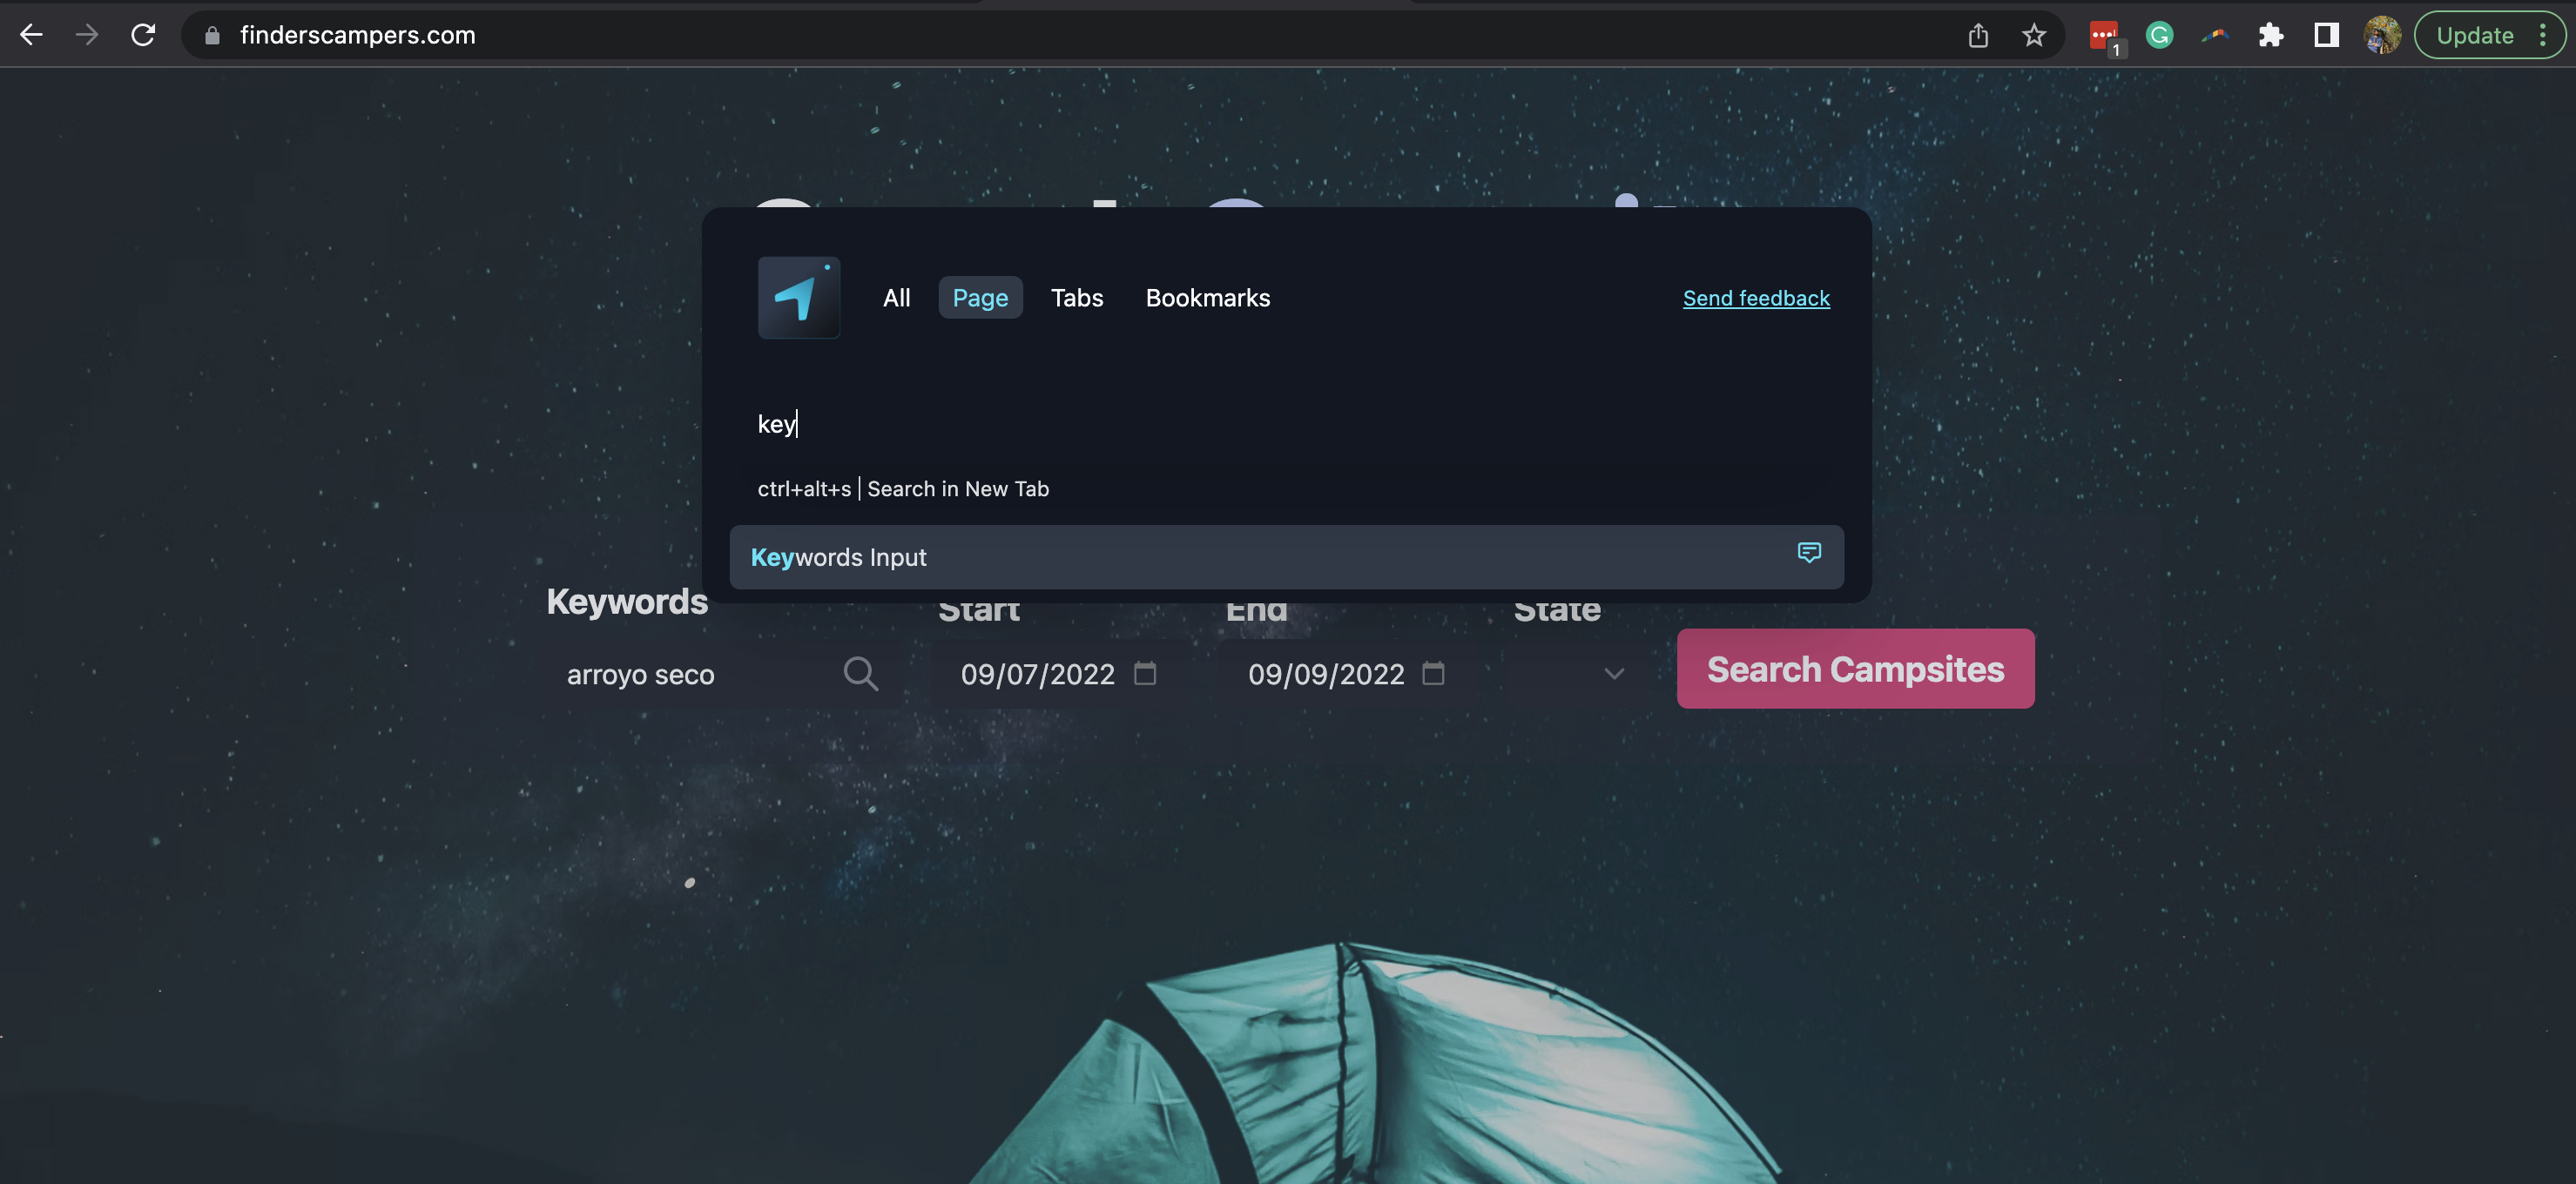 finderscampers.com
1
Update
All Page Tabs Bookmarks Send feedback
key
ctrl+alt+s | Search in New Tab
Keywords Input
Keywords Start End State
arroyo seco 09/07/2022 09/09/2022 Search Campsites